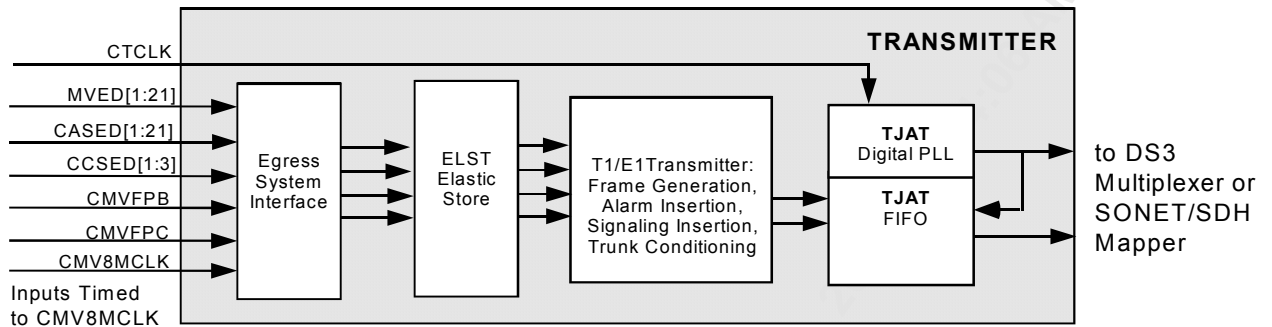 TRANSMITTER
CTCLK
MVED[1:21]
CASED[1:21]
CCSED[1:3]
CMVFPB
CMVFPC
CMV8MCLK
Inputs Timed
to CMV8MCLK
Egress
System
Interface
ELST
Elastic
Store
T1/E1Transmitter:
Frame Generation,
Alarm Insertion,
Signaling Insertion,
Trunk Conditioning
TJAT
Digital PLL
TJAT
FIFO
to DS3
Multiplexer or
SONET/SDH
Mapper